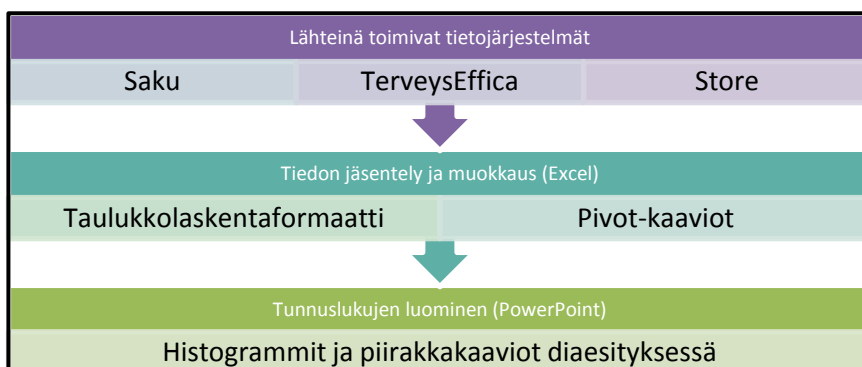 Lähteinä toimivat tietojärjestelmät
Saku TerveysEffica Store
Tiedon jäsentely ja muokkaus (Excel)
Taulukkolaskentaformaatti Pivot-kaaviot
Tunnuslukujen luominen (PowerPoint)
Histogrammit ja piirakkakaaviot diaesityksessä